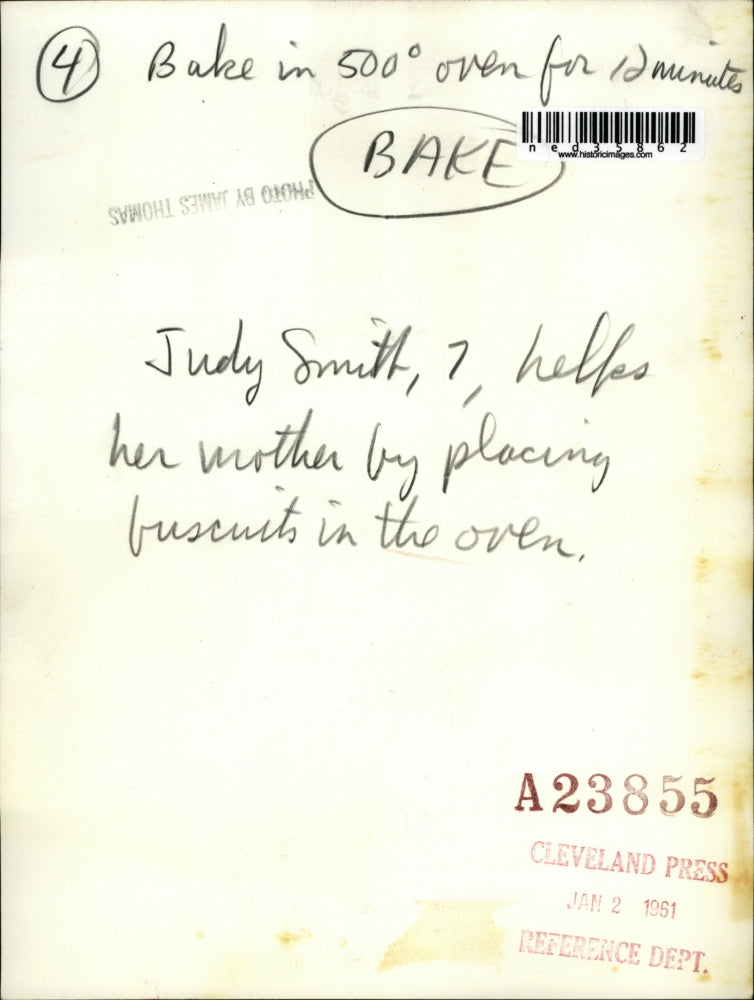 ④ Bake in 500° oven for 12 minutes
BAKE
ned35862
www.historicimages.com
PHOTO BY JAMES THOMAS
Judy Smith, 7, helps
her mother by placing
buscuits in the oven.
A23855
CLEVELAND PRESS
JAN 2 1961
REFERENCE DEPT.